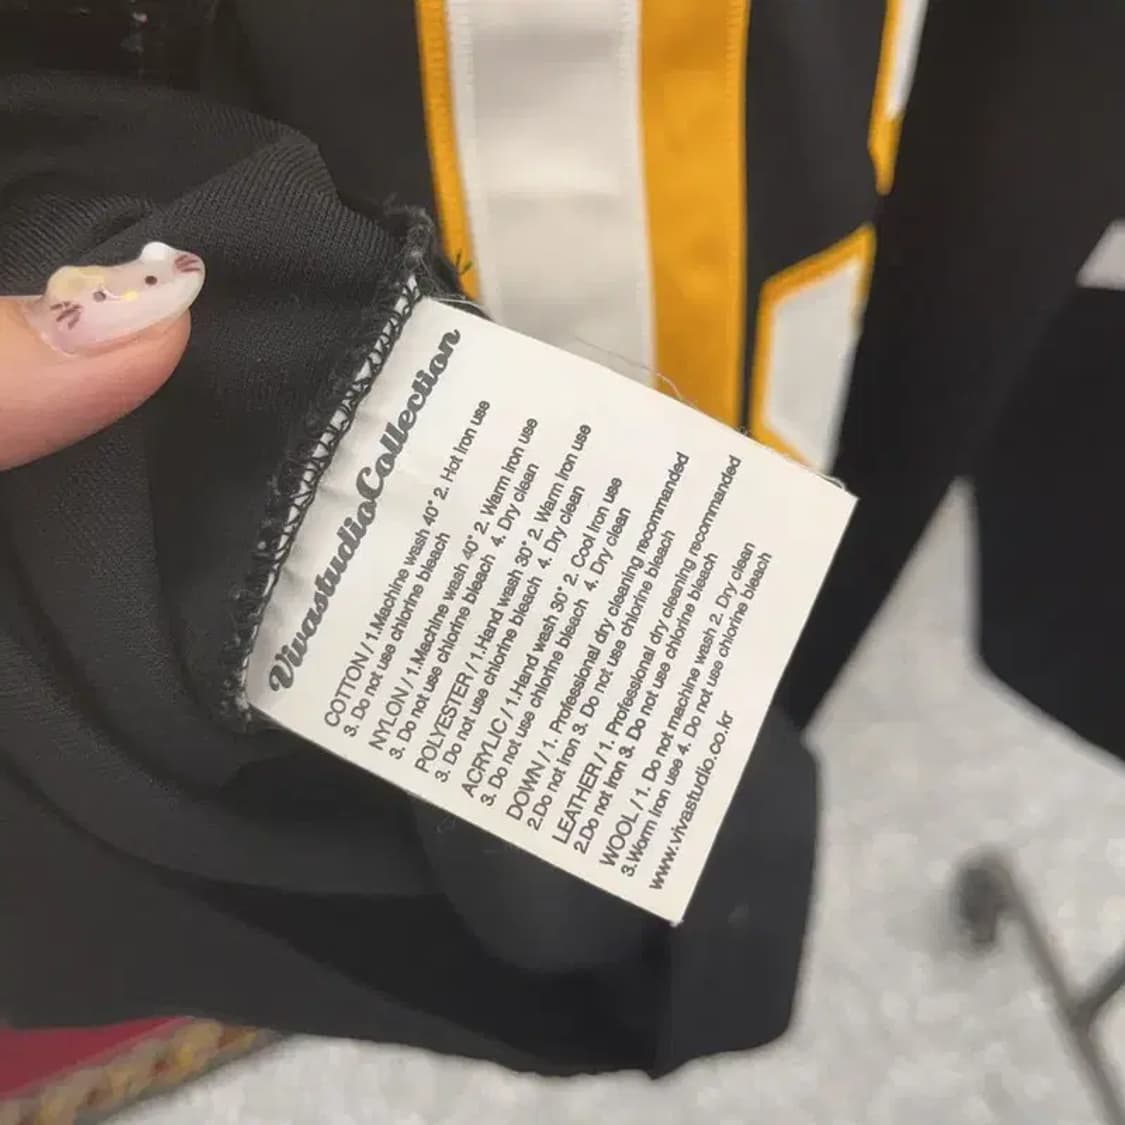 VivastudioCollection
COTTON / 1.Machine wash 40° 2. Hot Iron use
3. Do not use chlorine bleach
NYLON / 1.Machine wash 40° 2. Warm Iron use
3. Do not use chlorine bleach 4. Dry clean
POLYESTER / 1.Hand wash 30° 2. Warm Iron use
3. Do not use chlorine bleach 4. Dry clean
ACRYLIC / 1.Hand wash 30° 2. Cool Iron use
3. Do not use chlorine bleach 4. Dry clean
DOWN / 1. Professional dry cleaning recommanded
2.Do not Iron 3. Do not use chlorine bleach
LEATHER / 1. Professional dry cleaning recommanded
2.Do not Iron 3. Do not use chlorine bleach
WOOL / 1. Do not machine wash 2. Dry clean
3.Worm Iron use 4. Do not use chlorine bleach
www.vivastudio.co.kr